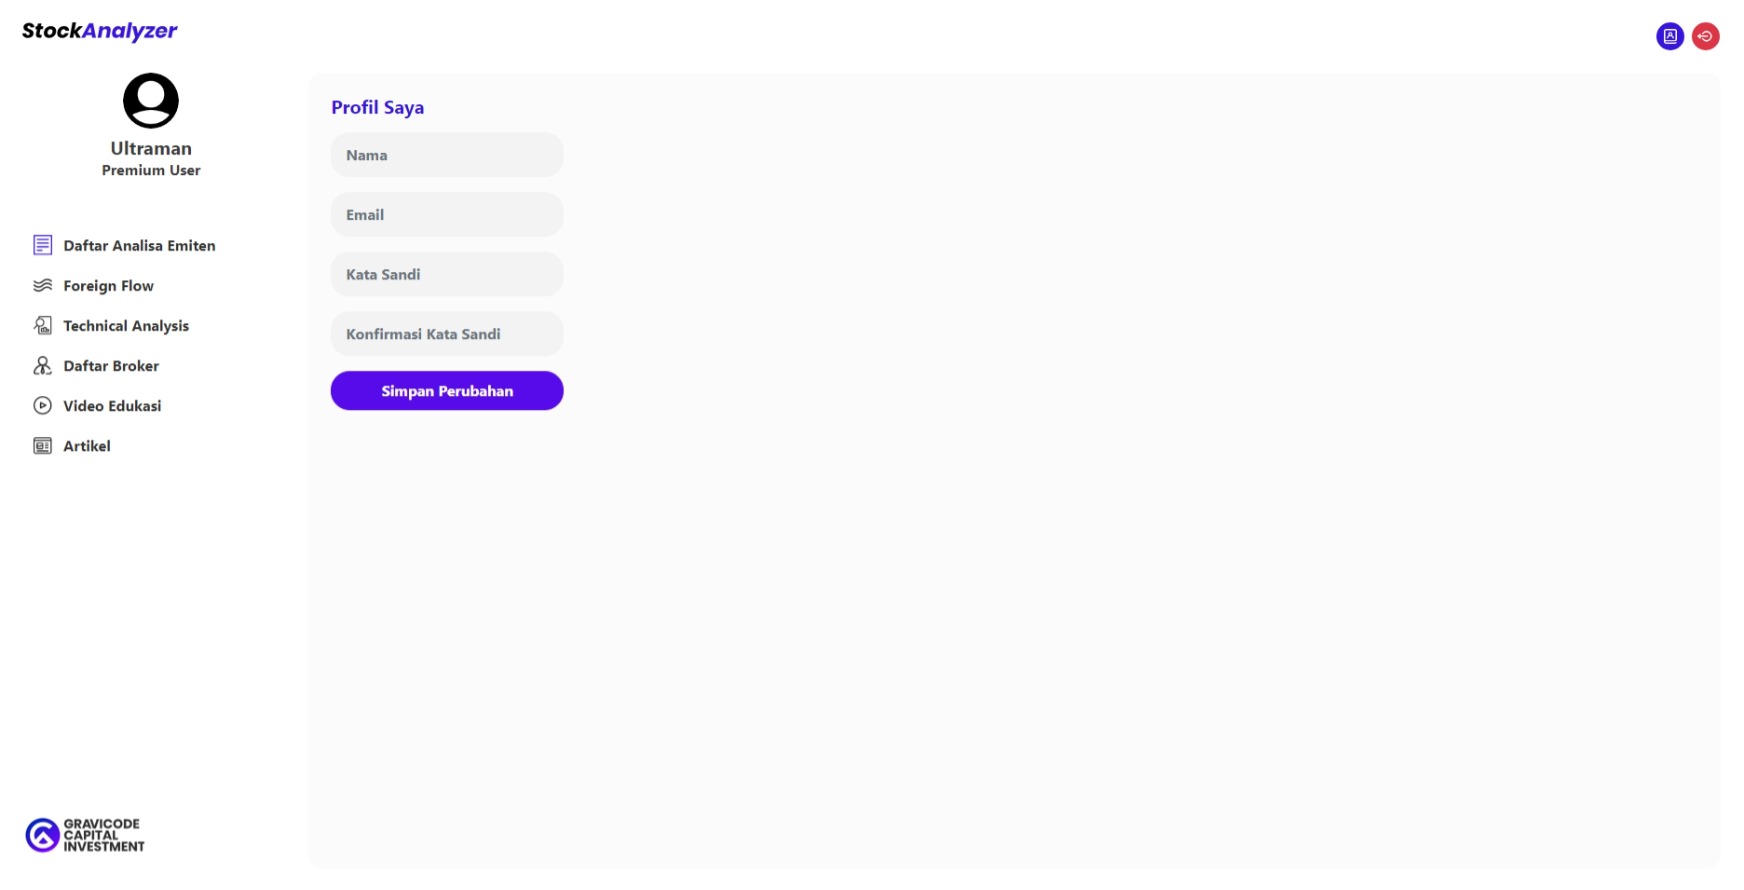 StockAnalyzer
Ultraman
Premium User
Daftar Analisa Emiten
Foreign Flow
Technical Analysis
Daftar Broker
Video Edukasi
Artikel
GRAVICODE
CAPITAL
INVESTMENT
Profil Saya
Nama
Email
Kata Sandi
Konfirmasi Kata Sandi
Simpan Perubahan